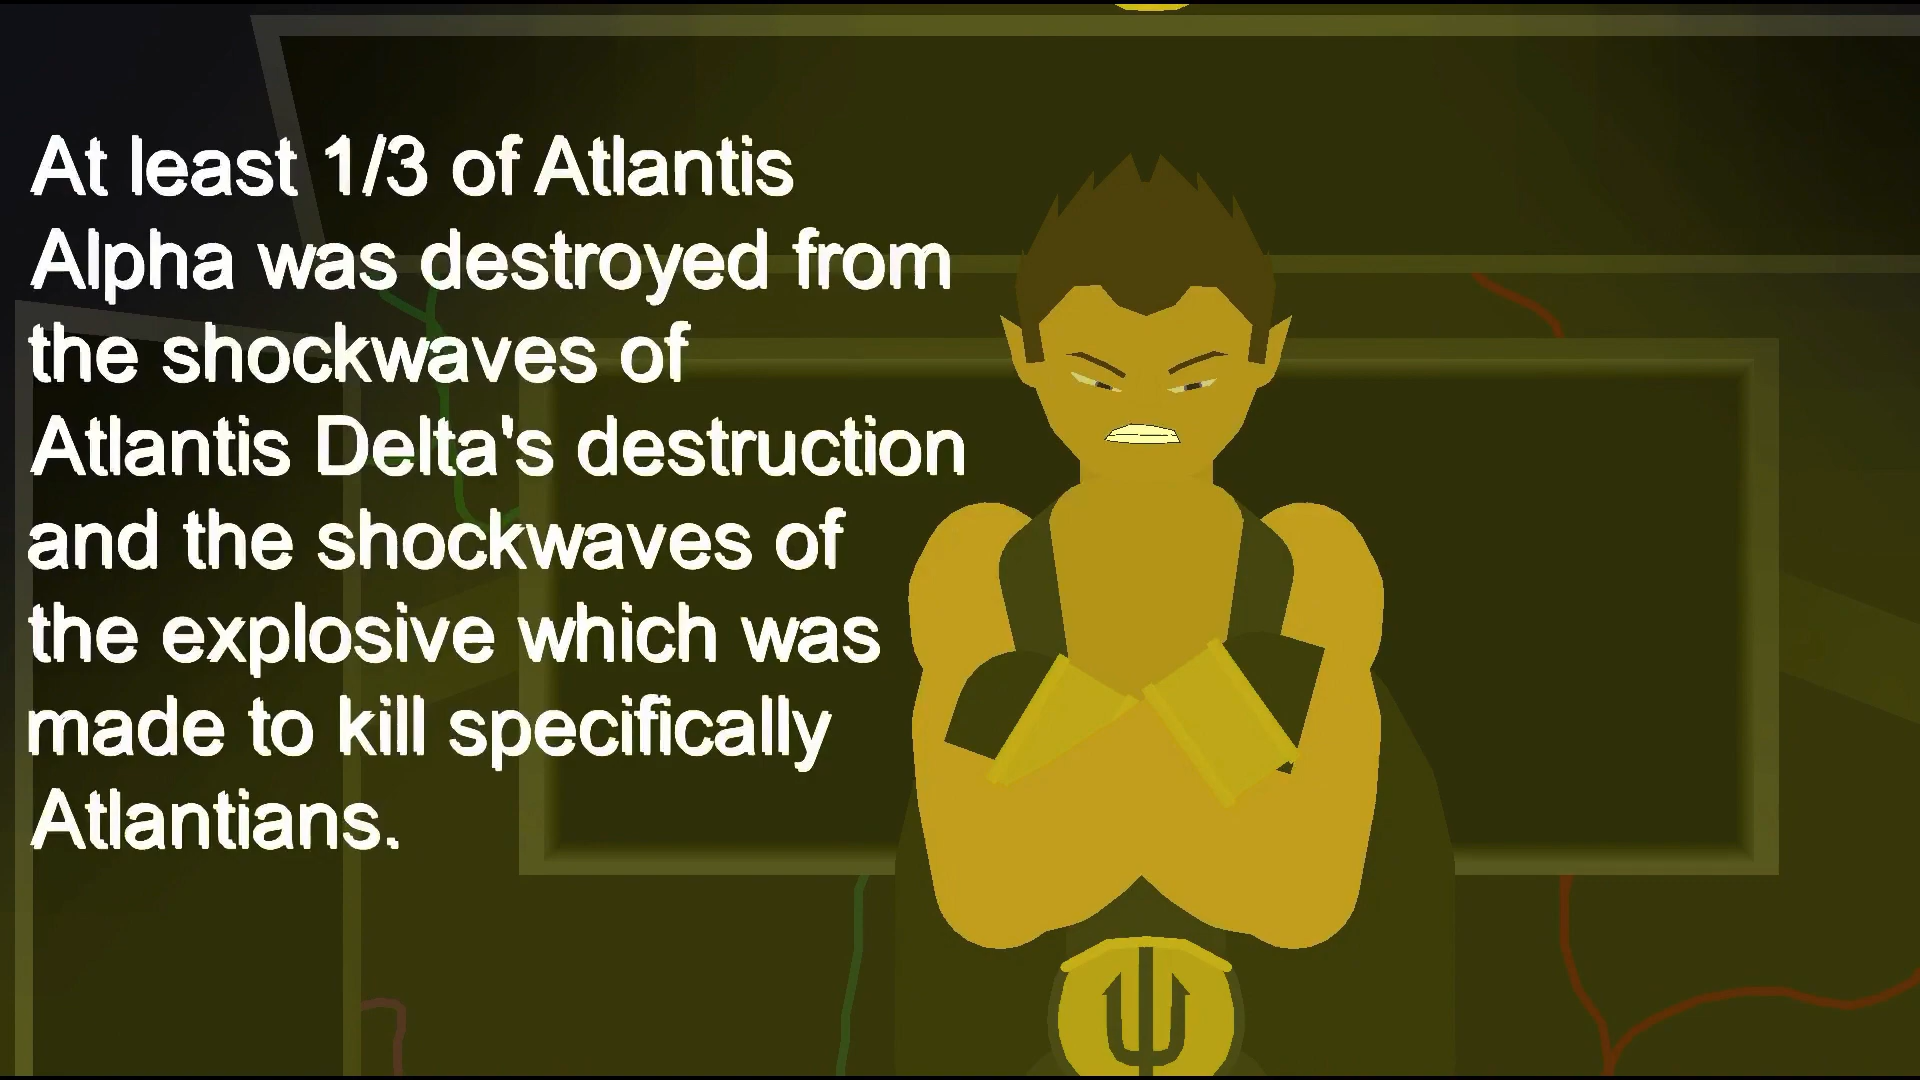 At least 1/3 of Atlantis
Alpha was destroyed from
the shockwaves of
Atlantis Delta's destruction
and the shockwaves of
the explosive which was
made to kill specifically
Atlantians.